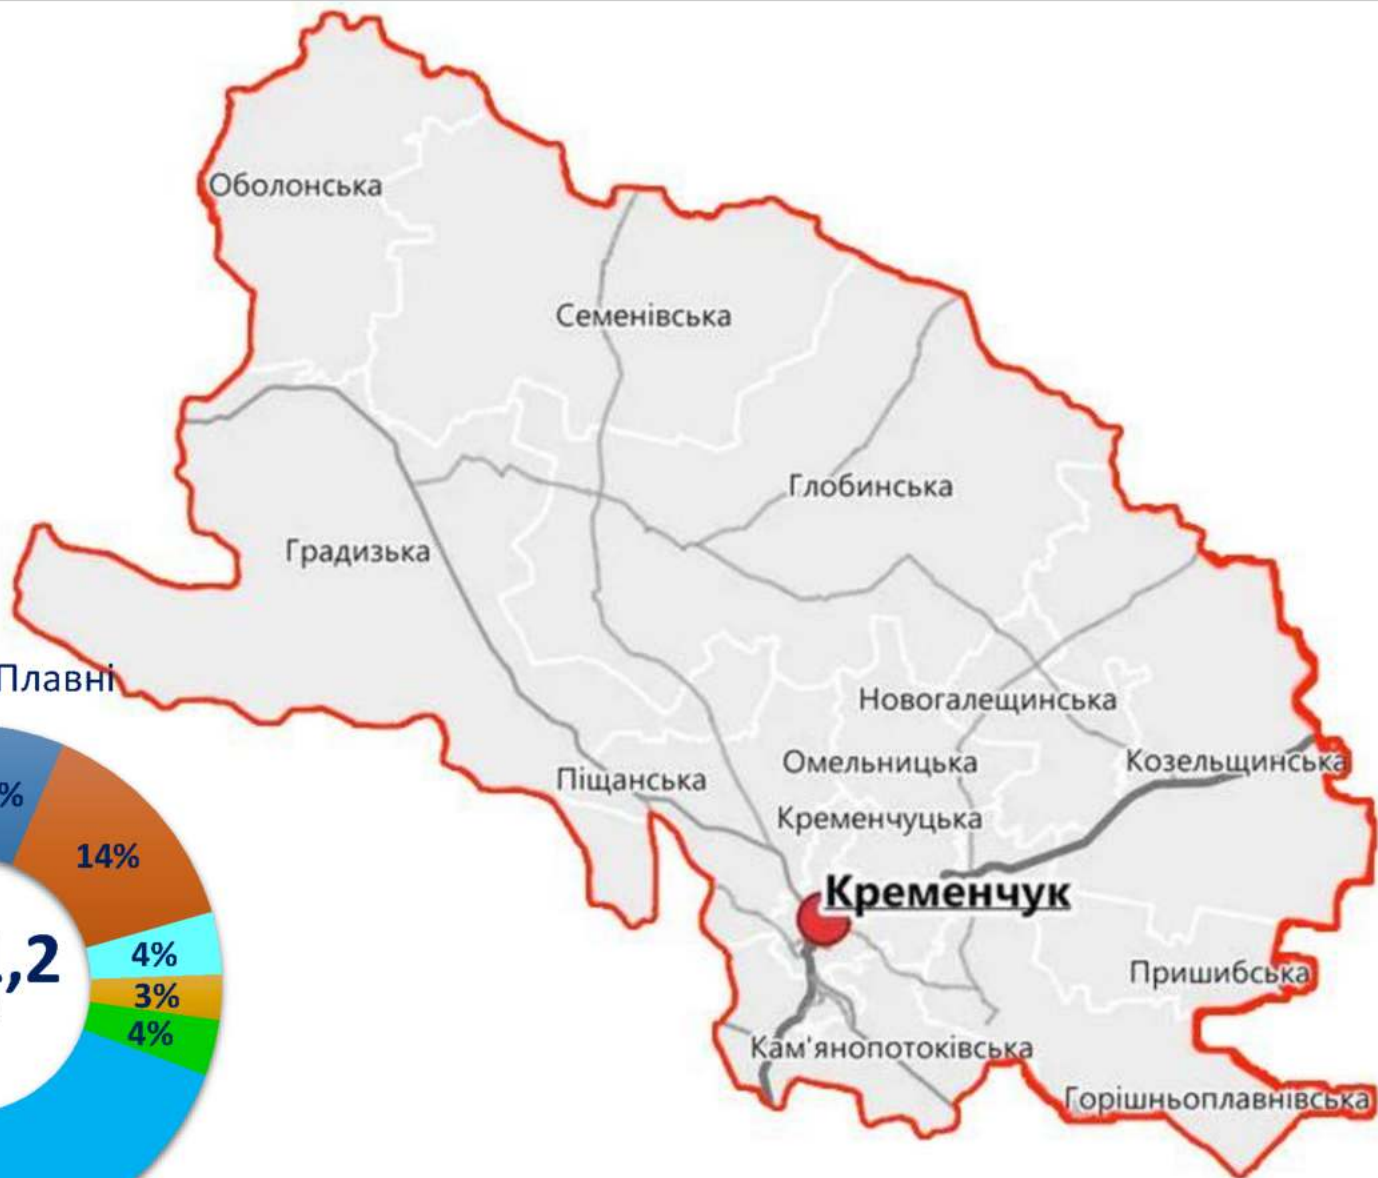 Оболонська
Семенівська
Глобинська
Градизька
Плавні
Новогалещинська
Омельницька
Козельщинська
Піщанська
%
14%
Кременчуцька
Кременчук
,2
4%
Пришибська
3%
4%
Кам'янопотоківська
Горішньоплавнівська